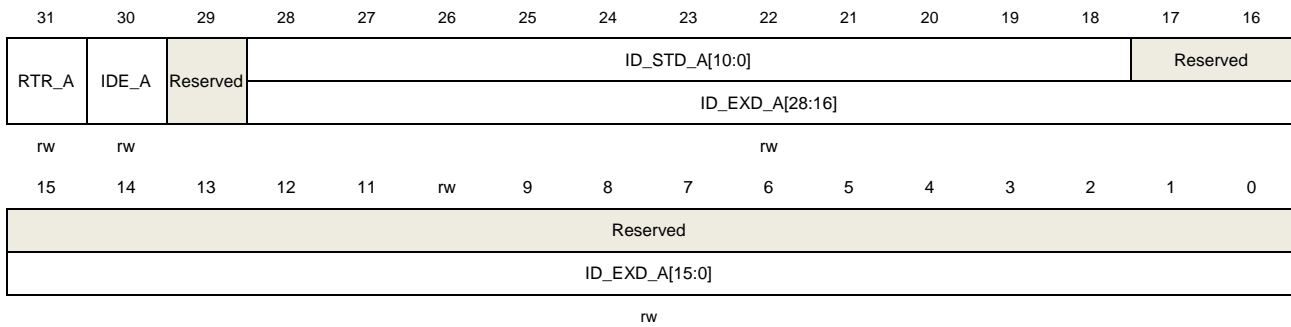 31 30 29 28 27 26 25 24 23 22 21 20 19 18 17 16
RTR_A IDE_A Reserved ID_STD_A[10:0] Reserved
ID_EXD_A[28:16]
rw rw rw
15 14 13 12 11 rw 9 8 7 6 5 4 3 2 1 0
Reserved
ID_EXD_A[15:0]
rw